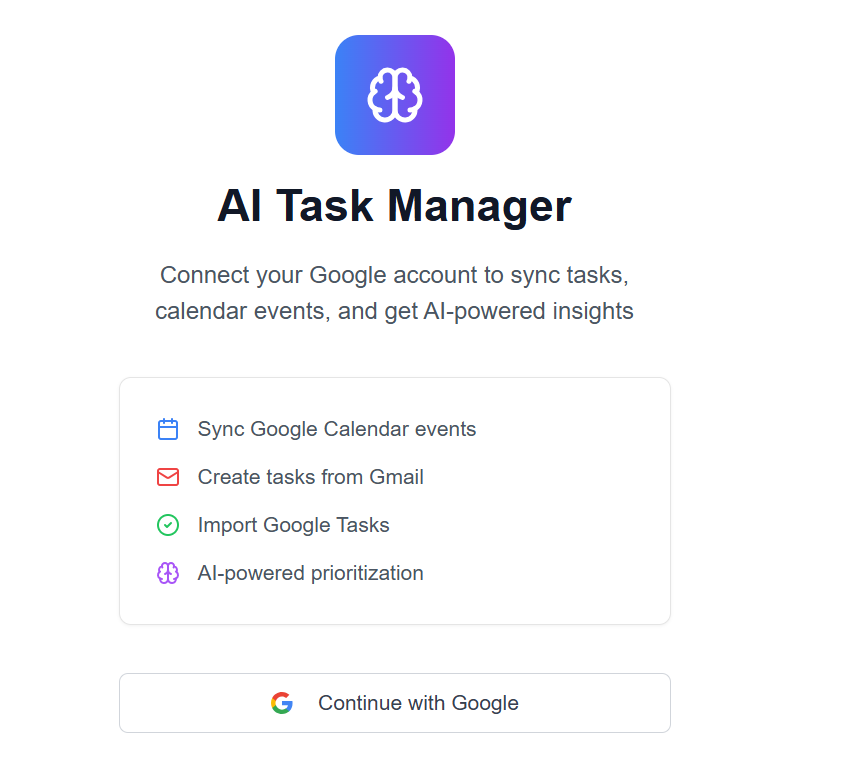 AI Task Manager
Connect your Google account to sync tasks,
calendar events, and get AI-powered insights
Sync Google Calendar events
Create tasks from Gmail
Import Google Tasks
AI-powered prioritization
Continue with Google